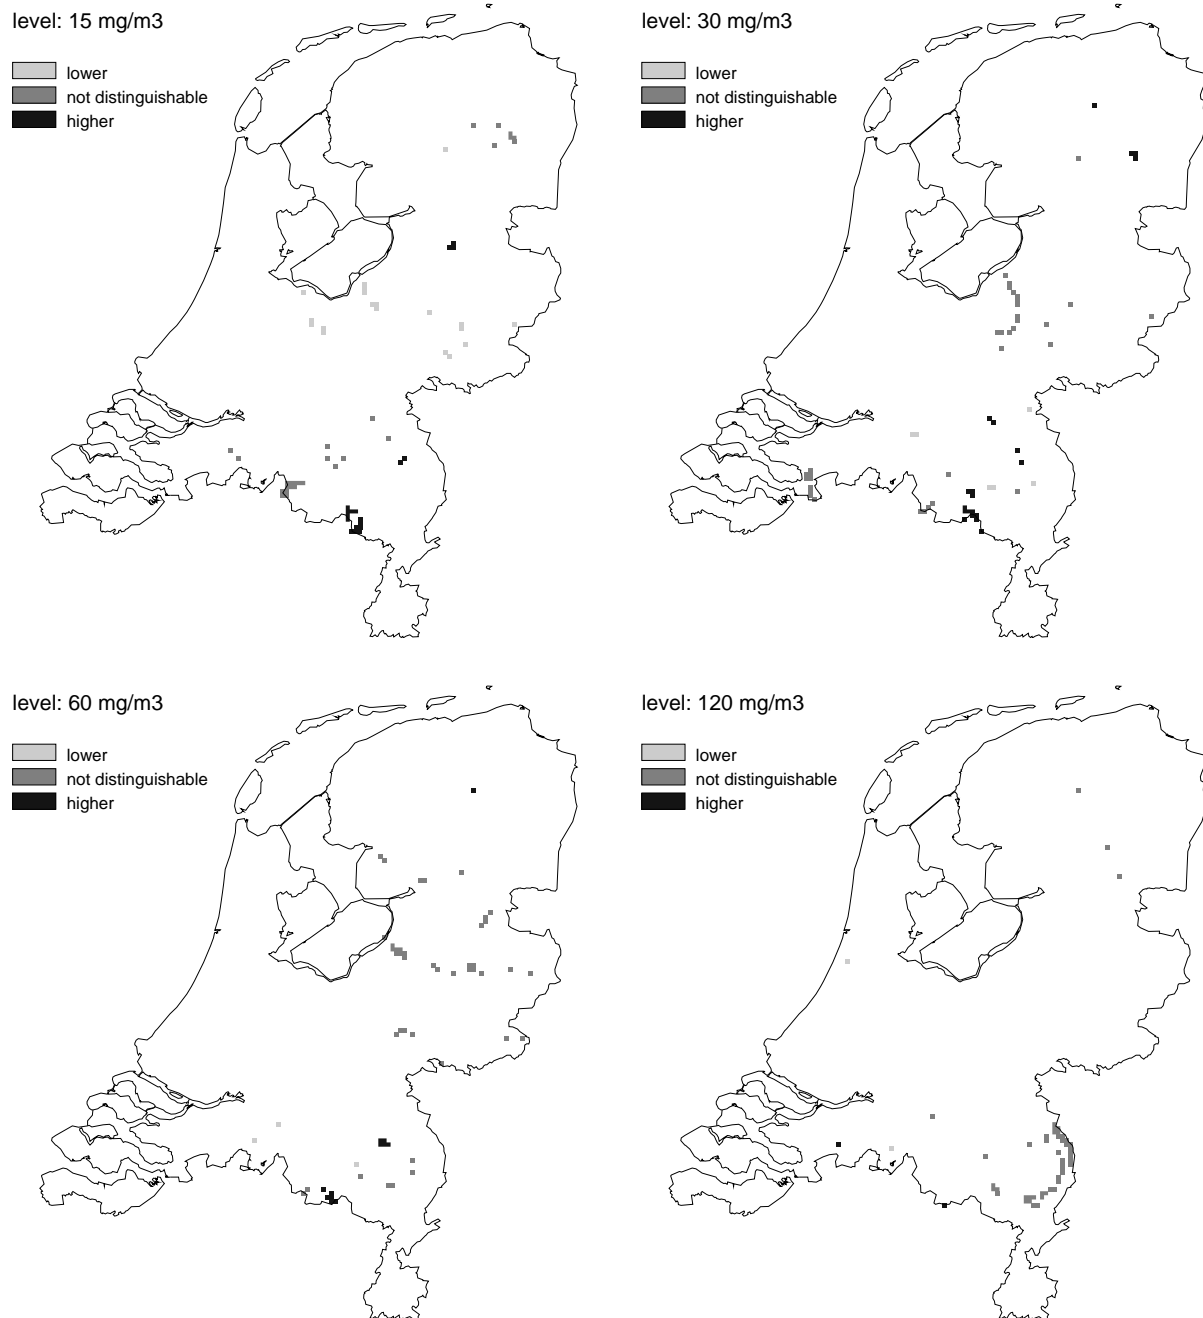 level: 15 mg/m3
lower
not distinguishable
higher
level: 30 mg/m3
lower
not distinguishable
higher
level: 60 mg/m3
lower
not distinguishable
higher
level: 120 mg/m3
lower
not distinguishable
higher